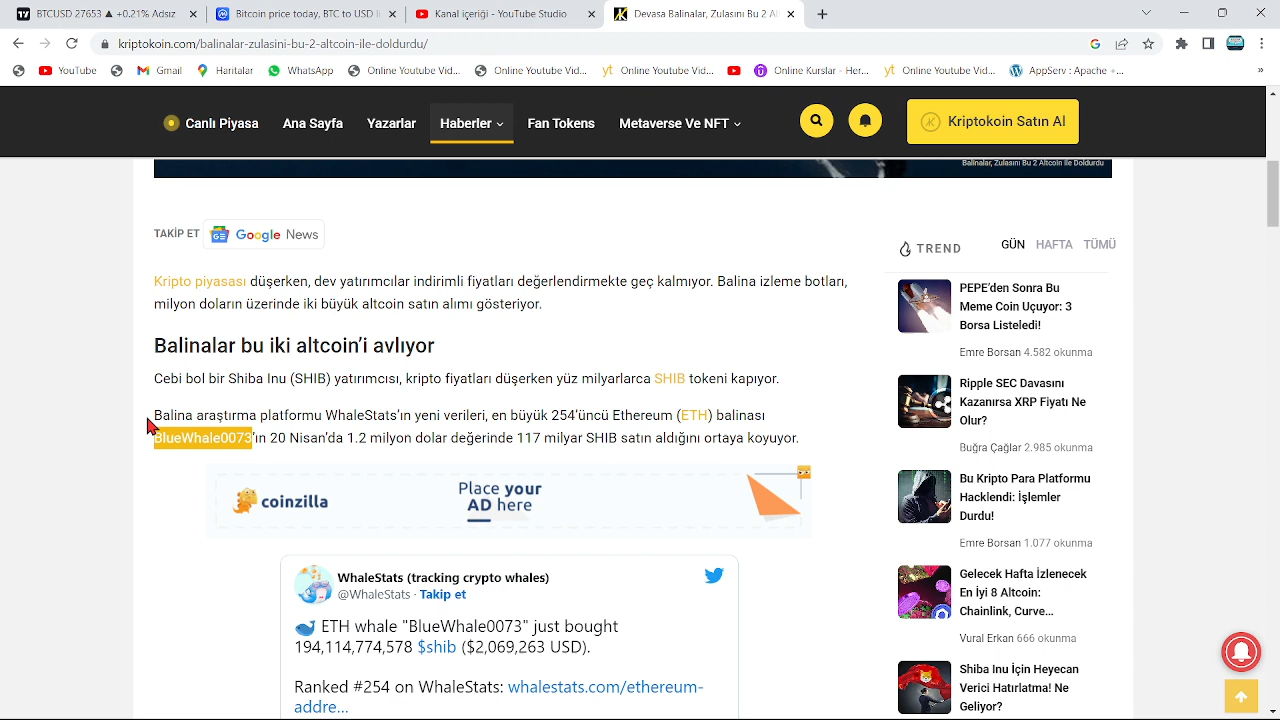 BTCUSD 27635 ▲ +0.21%
Bitcoin price today, BTC to USD l
Kanal içeriği - YouTube Studio
Devasa Balinalar, Zulasını Bu 2 Al
kriptokoin.com/balinalar-zulasini-bu-2-altcoin-ile-doldurdu/
YouTube
Gmail
Haritalar
WhatsApp
Online Youtube Vid...
Online Youtube Vid...
Online Youtube Vid...
Online Kurslar - Her...
Online Youtube Vid...
AppServ : Apache +...
»
Canlı Piyasa
Ana Sayfa
Yazarlar
Haberler
Fan Tokens
Metaverse Ve NFT
Kriptokoin Satın Al
Balinalar, Zulasını Bu 2 Altcoin Ile Doldurdu
TAKİP ET Google News
Kripto piyasası düşerken, dev yatırımcılar indirimli fiyatları değerlendirmekte geç kalmıyor. Balina izleme botları,
milyon doların üzerinde iki büyük altcoin satın alımı gösteriyor.
Balinalar bu iki altcoin'i avlıyor
Cebi bol bir Shiba Inu (SHIB) yatırımcısı, kripto fiyatları düşerken yüz milyarlarca SHIB tokeni kapıyor.
Balina araştırma platformu WhaleStats'ın yeni verileri, en büyük 254'üncü Ethereum (ETH) balinası
BlueWhale0073'ın 20 Nisan'da 1.2 milyon dolar değerinde 117 milyar SHIB satın aldığını ortaya koyuyor.
coinzilla
Place your
AD here
WhaleStats (tracking crypto whales)
@WhaleStats · Takip et
ETH whale "BlueWhale0073" just bought
194,114,774,578 $shib ($2,069,263 USD).
Ranked #254 on WhaleStats: whalestats.com/ethereum-
addre...
TREND
GÜN HAFTA TÜMÜ
PEPE'den Sonra Bu
Meme Coin Uçuyor: 3
Borsa Listeledi!
Emre Borsan 4.582 okunma
Ripple SEC Davasını
Kazanırsa XRP Fiyatı Ne
Olur?
Buğra Çağlar 2.985 okunma
Bu Kripto Para Platformu
Hacklendi: İşlemler
Durdu!
Emre Borsan 1.077 okunma
Gelecek Hafta İzlenecek
En İyi 8 Altcoin:
Chainlink, Curve...
Vural Erkan 666 okunma
Shiba Inu İçin Heyecan
Verici Hatırlatma! Ne
Geliyor?